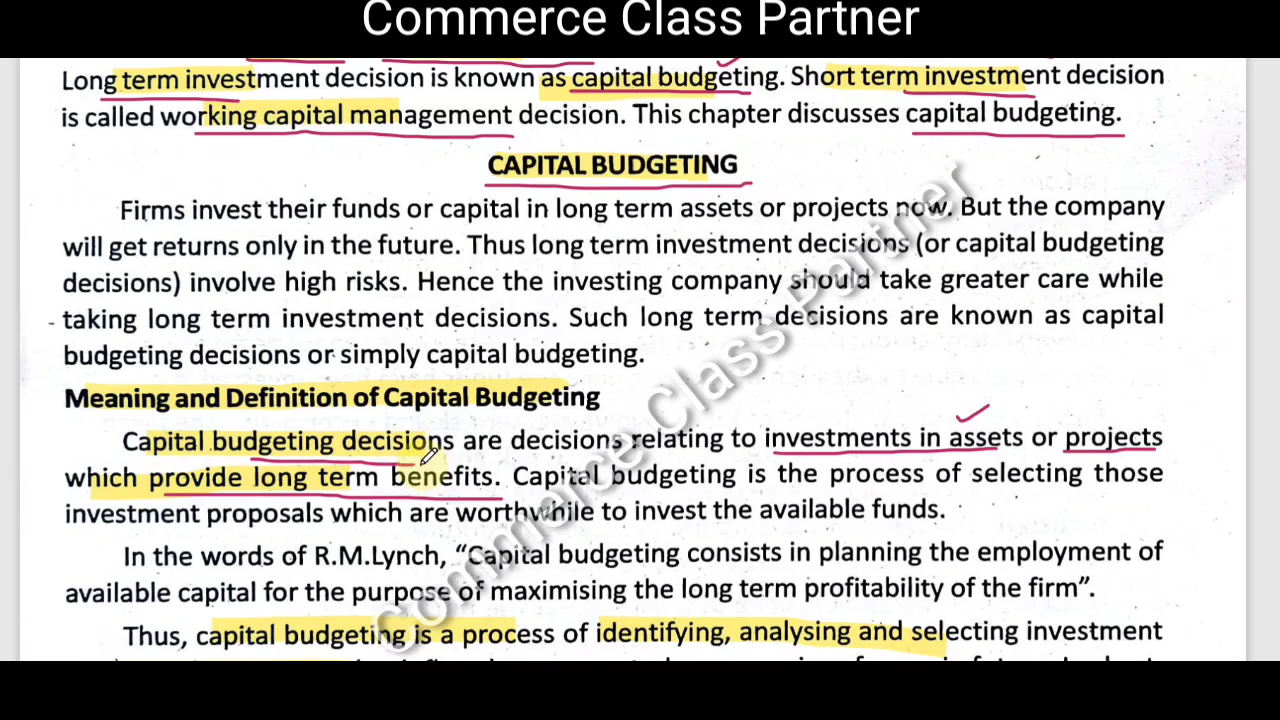 Commerce Class Partner
Long term investment decision is known as capital budgeting. Short term investment decision
is called working capital management decision. This chapter discusses capital budgeting.
CAPITAL BUDGETING
Firms invest their funds or capital in long term assets or projects now. But the company
will get returns only in the future. Thus long term investment decisions (or capital budgeting
decisions) involve high risks. Hence the investing company should take greater care while
taking long term investment decisions. Such long term decisions are known as capital
budgeting decisions or simply capital budgeting.
Meaning and Definition of Capital Budgeting
Capital budgeting decisions are decisions relating to investments in assets or projects
which provide long term benefits. Capital budgeting is the process of selecting those
investment proposals which are worthwhile to invest the available funds.
In the words of R.M.Lynch, “Capital budgeting consists in planning the employment of
available capital for the purpose of maximising the long term profitability of the firm”.
Thus, capital budgeting is a process of identifying, analysing and selecting investment
Commerce Class Partner